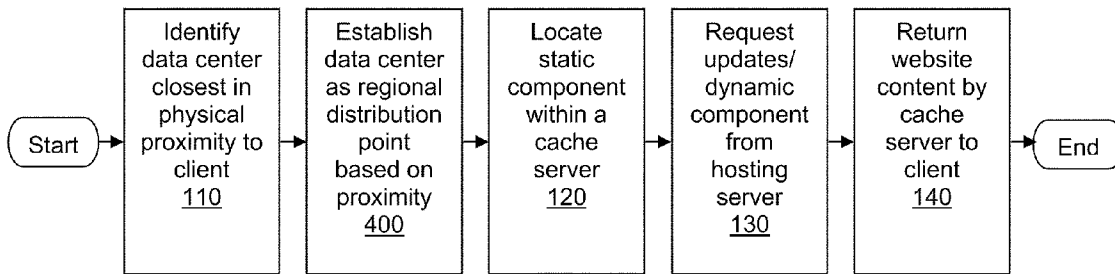 Start
Identify
data center
closest in
physical
proximity to
client
110
Establish
data center
as regional
distribution
point
based on
proximity
400
Locate
static
component
within a
cache
server
120
Request
updates/
dynamic
component
from
hosting
server
130
Return
website
content by
cache
server to
client
140
End